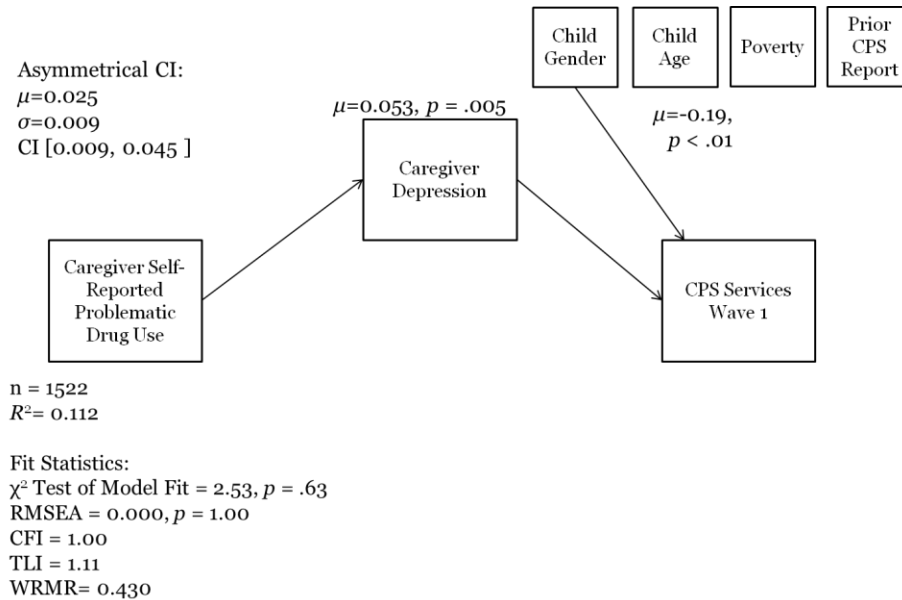 Child
Gender
Child
Age
Poverty
Prior
CPS
Report
Asymmetrical CI:
μ=0.025
σ=0.009
CI [0.009, 0.045 ]
μ=0.053, p = .005
μ=-0.19,
p < .01
Caregiver
Depression
Caregiver Self-
Reported
Problematic
Drug Use
CPS Services
Wave 1
n = 1522
R²= 0.112
Fit Statistics:
χ² Test of Model Fit = 2.53, p = .63
RMSEA = 0.000, p = 1.00
CFI = 1.00
TLI = 1.11
WRMR= 0.430